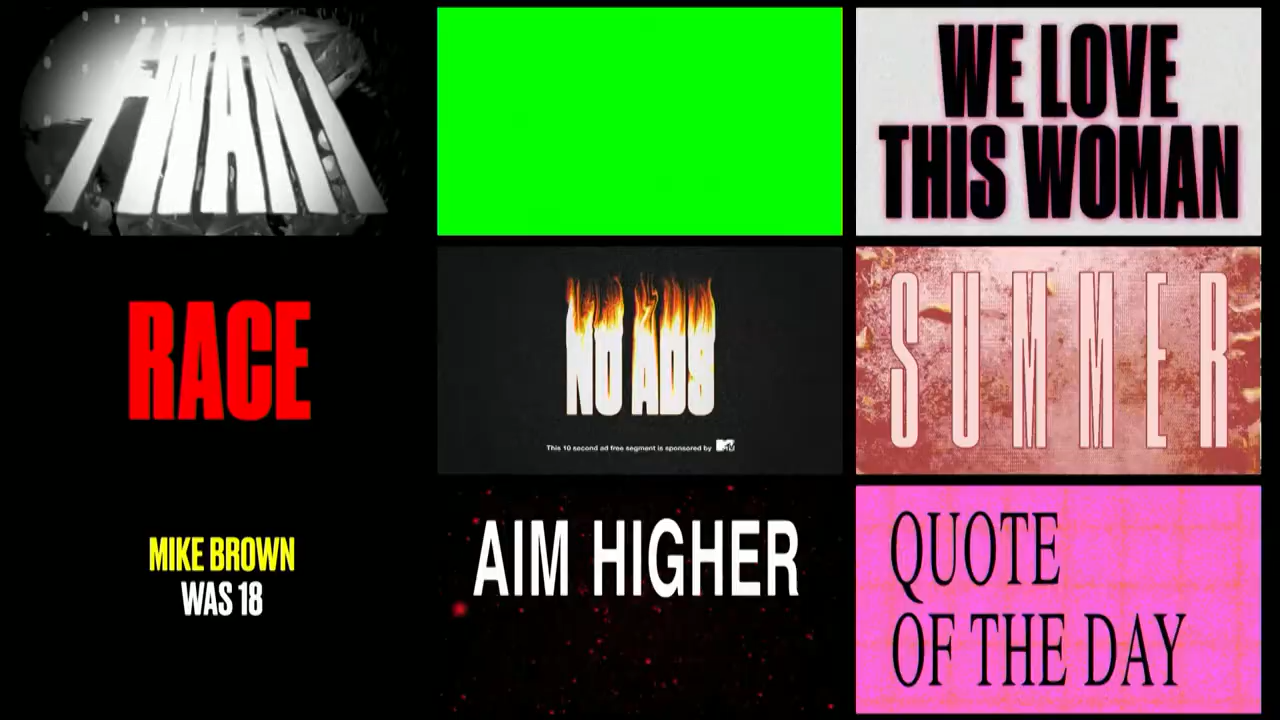 I WANT
WE LOVE
THIS WOMAN
RACE
NO ADS
This 10 second ad free segment is sponsored by MTV
SUMMER
MIKE BROWN
WAS 18
AIM HIGHER
QUOTE
OF THE DAY